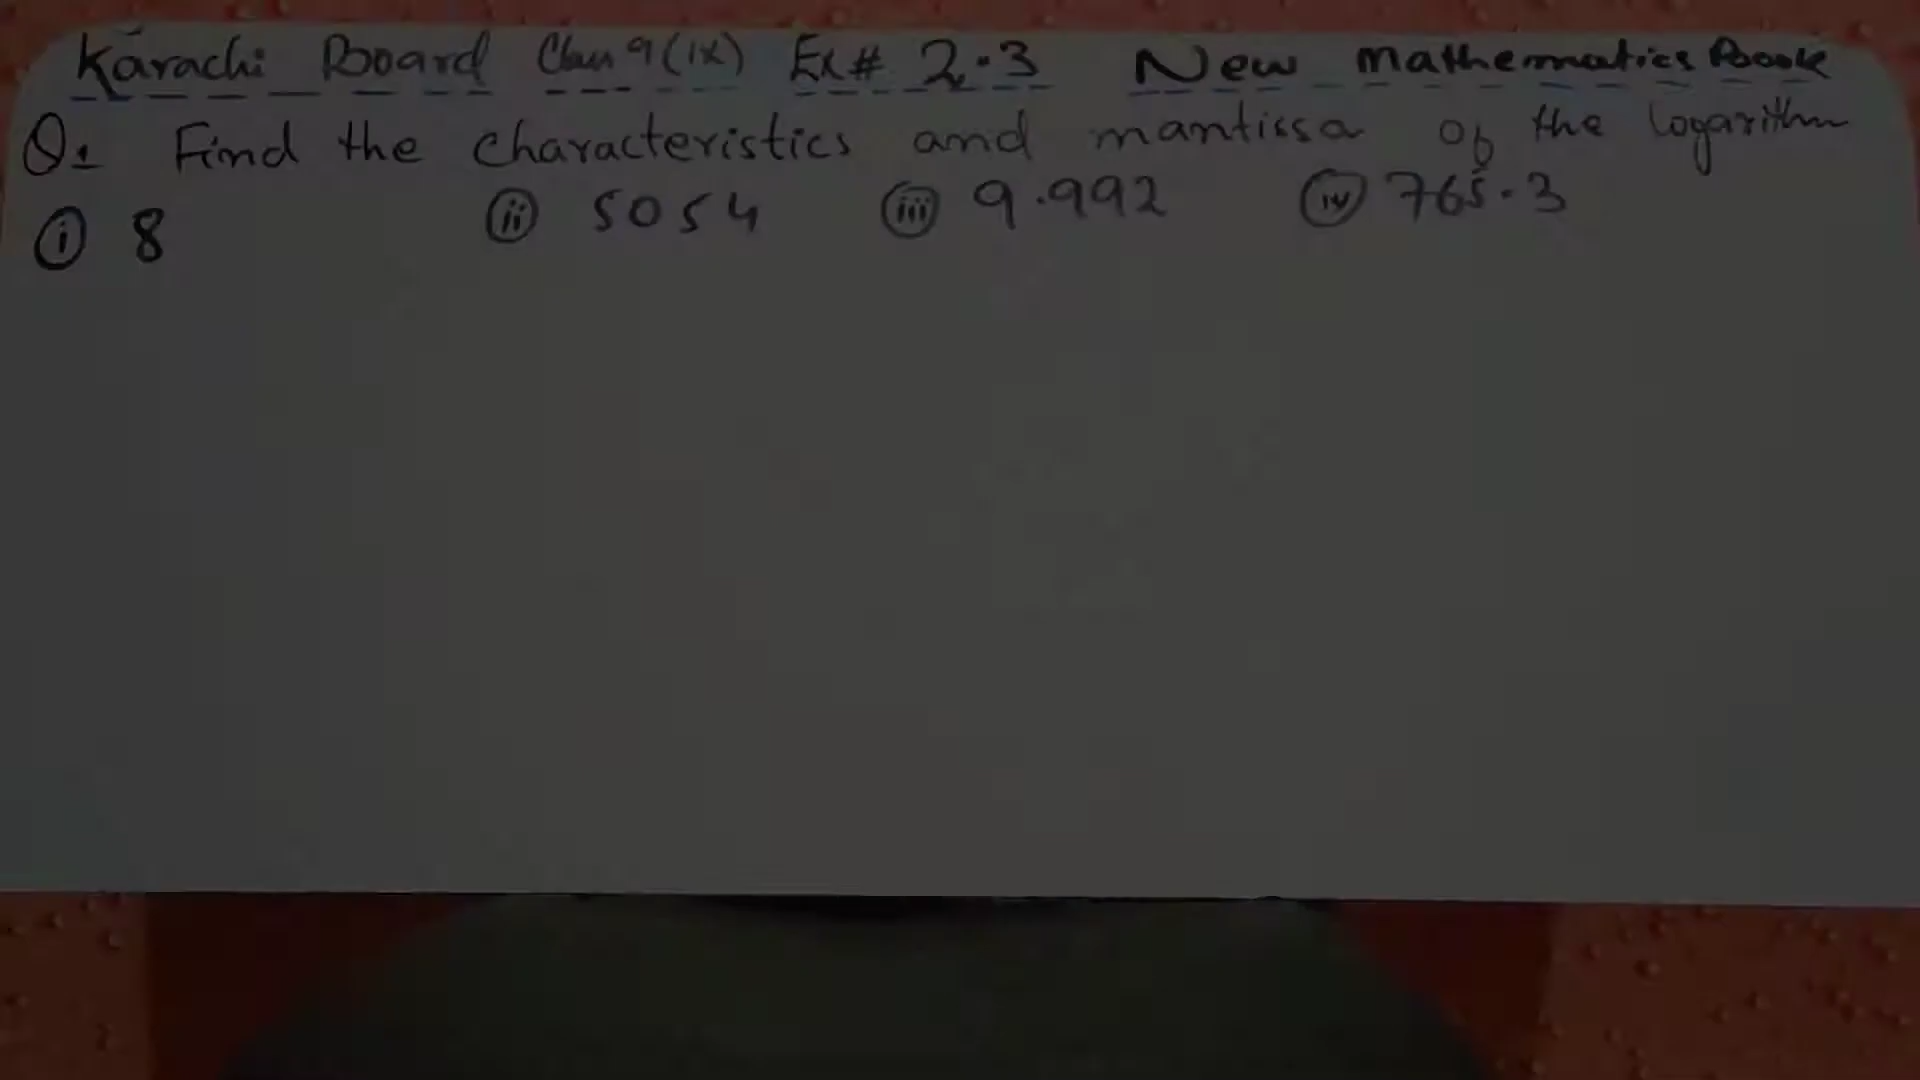 Karachi Board Class 9 (IX) Ex# 2.3 New Mathematics Book
Q1 Find the characteristics and mantissa of the logarithm
(i) 8 (ii) 5054 (iii) 9.992 (iv) 765.3